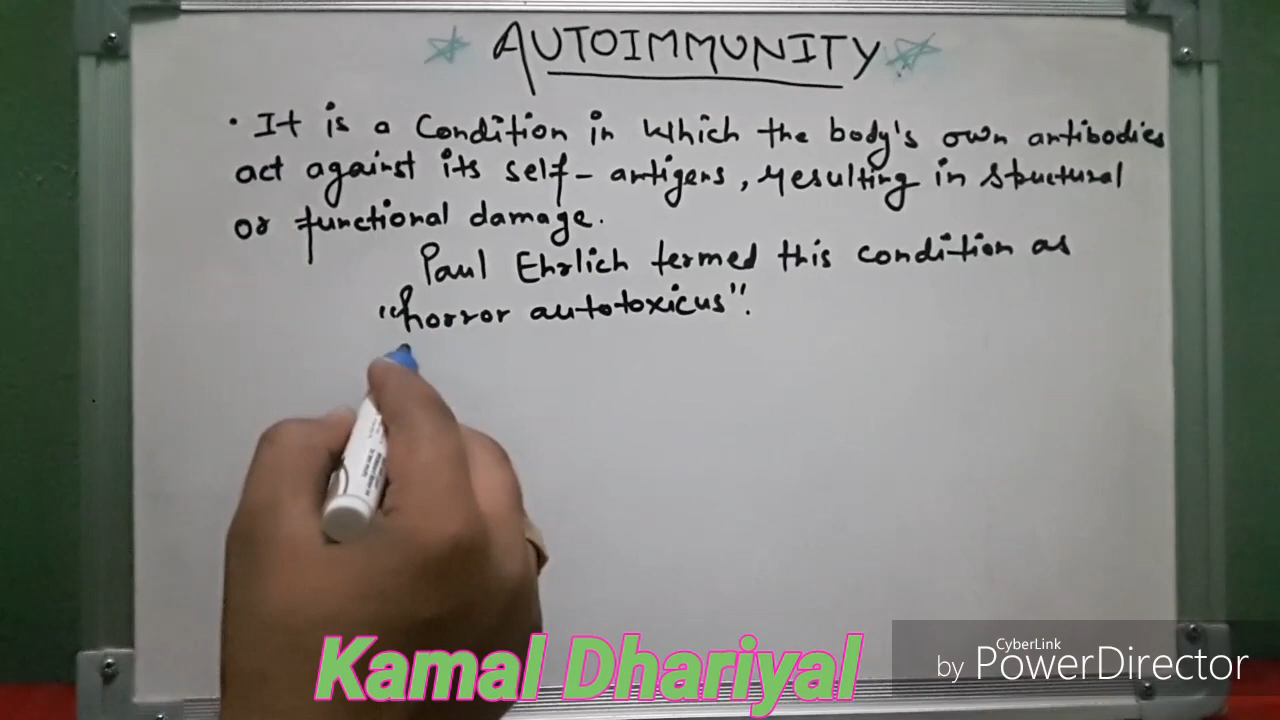 AUTOIMMUNITY
• It is a Condition in which the body's own antibodies
act against its self-antigens, resulting in structural
or functional damage.
Paul Ehrlich termed this condition as
"horror autotoxicus".
Kamal Dhariyal
CyberLink
by PowerDirector